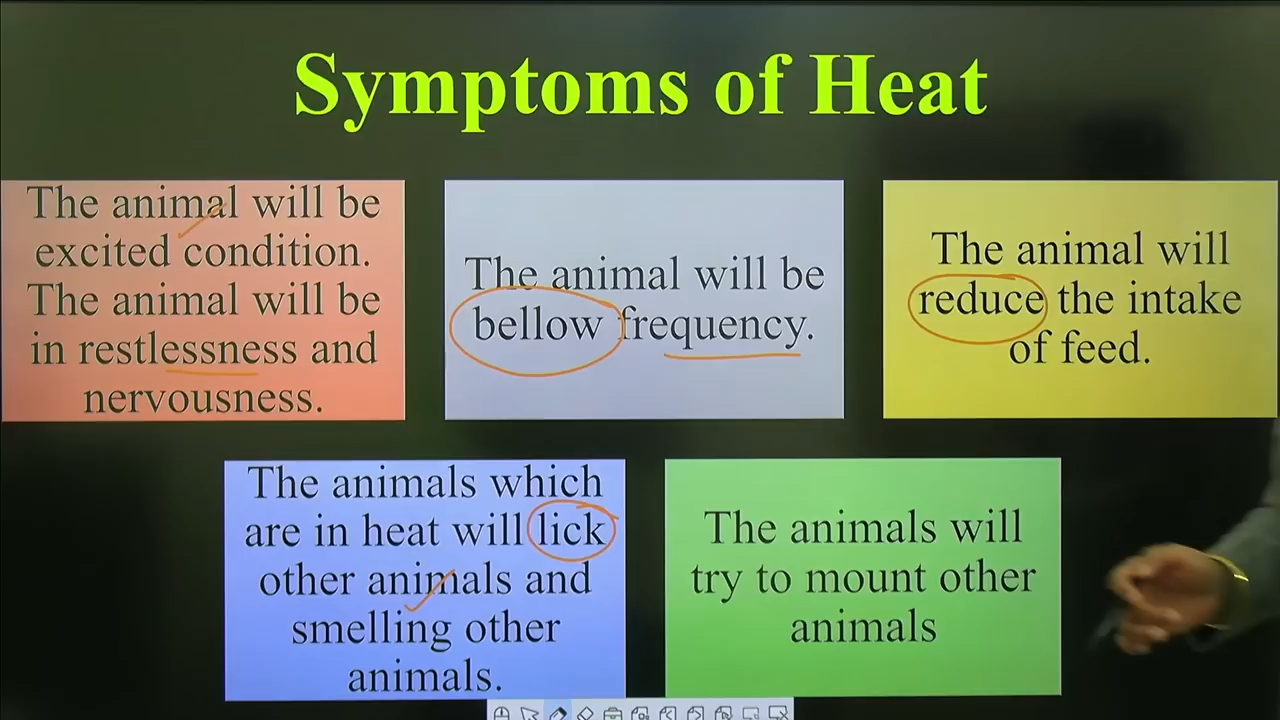 Symptoms of Heat
The animal will be
excited condition.
The animal will be
in restlessness and
nervousness.
The animal will be
bellow frequency.
The animal will
reduce the intake
of feed.
The animals which
are in heat will lick
other animals and
smelling other
animals.
The animals will
try to mount other
animals